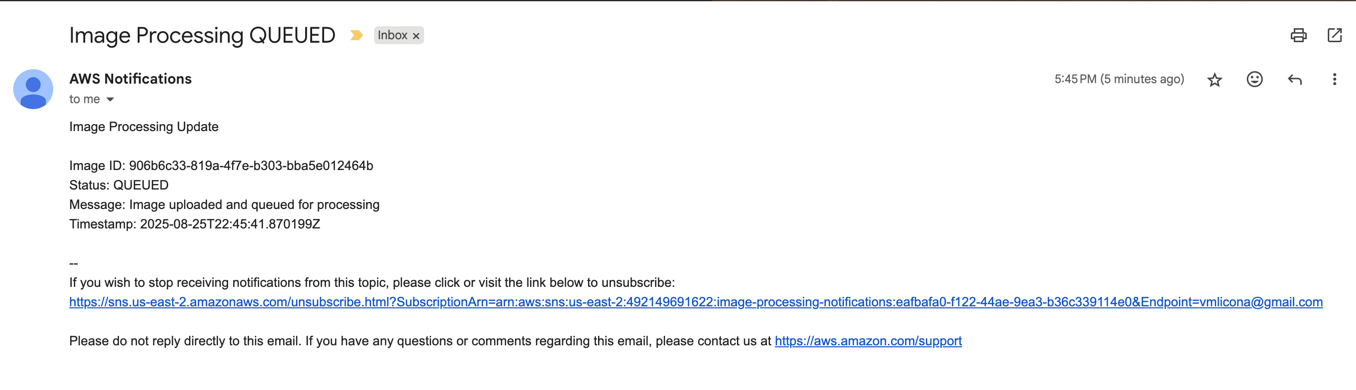 Image Processing QUEUED Inbox ×
AWS Notifications 5:45 PM (5 minutes ago)
to me
Image Processing Update
Image ID: 906b6c33-819a-4f7e-b303-bba5e012464b
Status: QUEUED
Message: Image uploaded and queued for processing
Timestamp: 2025-08-25T22:45:41.870199Z
--
If you wish to stop receiving notifications from this topic, please click or visit the link below to unsubscribe:
https://sns.us-east-2.amazonaws.com/unsubscribe.html?SubscriptionArn=arn:aws:sns:us-east-2:492149691622:image-processing-notifications:eafbafa0-f122-44ae-9ea3-b36c339114e0&Endpoint=vmlicona@gmail.com
Please do not reply directly to this email. If you have any questions or comments regarding this email, please contact us at https://aws.amazon.com/support